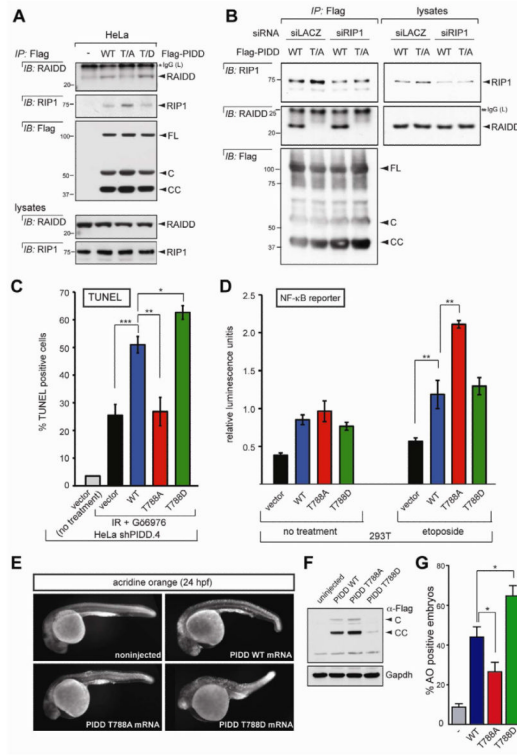 A
HeLa
IP: Flag - WT T/A T/D Flag-PIDD
IB: RAIDD
IgG (L)
RAIDD
20
IB: RIP1
75
RIP1
IB: Flag
100
FL
50
C
37
CC
lysates
IB: RAIDD
20
RAIDD
IB: RIP1
75
RIP1
B
IP: Flag lysates
siRNA siLACZ siRIP1 siLACZ siRIP1
Flag-PIDD WT T/A WT T/A WT T/A WT T/A
IB: RIP1
75
RIP1
IB: RAIDD
25
IgG (L)
20
RAIDD
IB: Flag
100
FL
75
50
C
37
CC
C
TUNEL
% TUNEL positive cells
70
60
50
40
30
20
10
0
*** ** *
vector (no treatment)
vector
WT
T788A
T788D
IR + Gö6976
HeLa shPIDD.4
D
NF-κB reporter
relative luminescence unitis
2.5
2.0
1.5
1.0
0.5
** **
vector
WT
T788A
T788D
vector
WT
T788A
T788D
no treatment 293T etoposide
E
acridine orange (24 hpf)
noninjected
PIDD WT mRNA
PIDD T788A mRNA
PIDD T788D mRNA
F
uninjected
PIDD WT
PIDD T788A
PIDD T788D
α-Flag
C
CC
Gapdh
G
% AO positive embryos
80
60
40
20
0
* *
-
WT
T788A
T788D